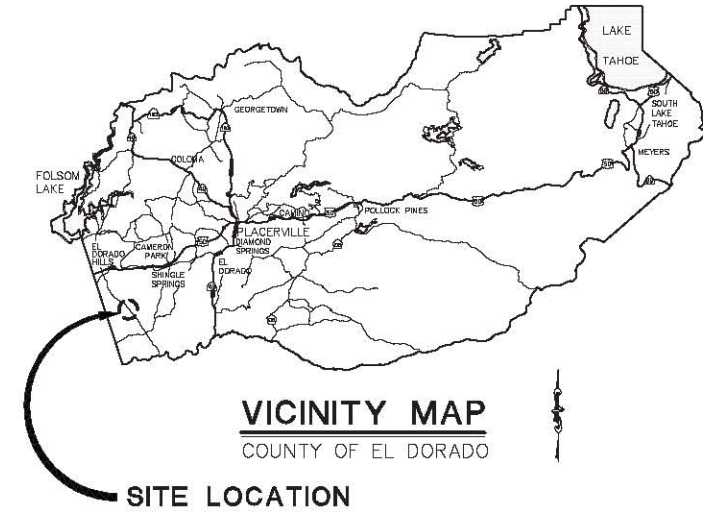 LAKE
TAHOE
SOUTH
LAKE
TAHOE
MEYERS
GEORGETOWN
COLOMA
FOLSOM
LAKE
CAMINO
POLLOCK PINES
PLACERVILLE
DIAMOND
SPRINGS
EL
DORADO
HILLS
CAMERON
PARK
SHINGLE
SPRINGS
EL
DORADO
VICINITY MAP
COUNTY OF EL DORADO
SITE LOCATION